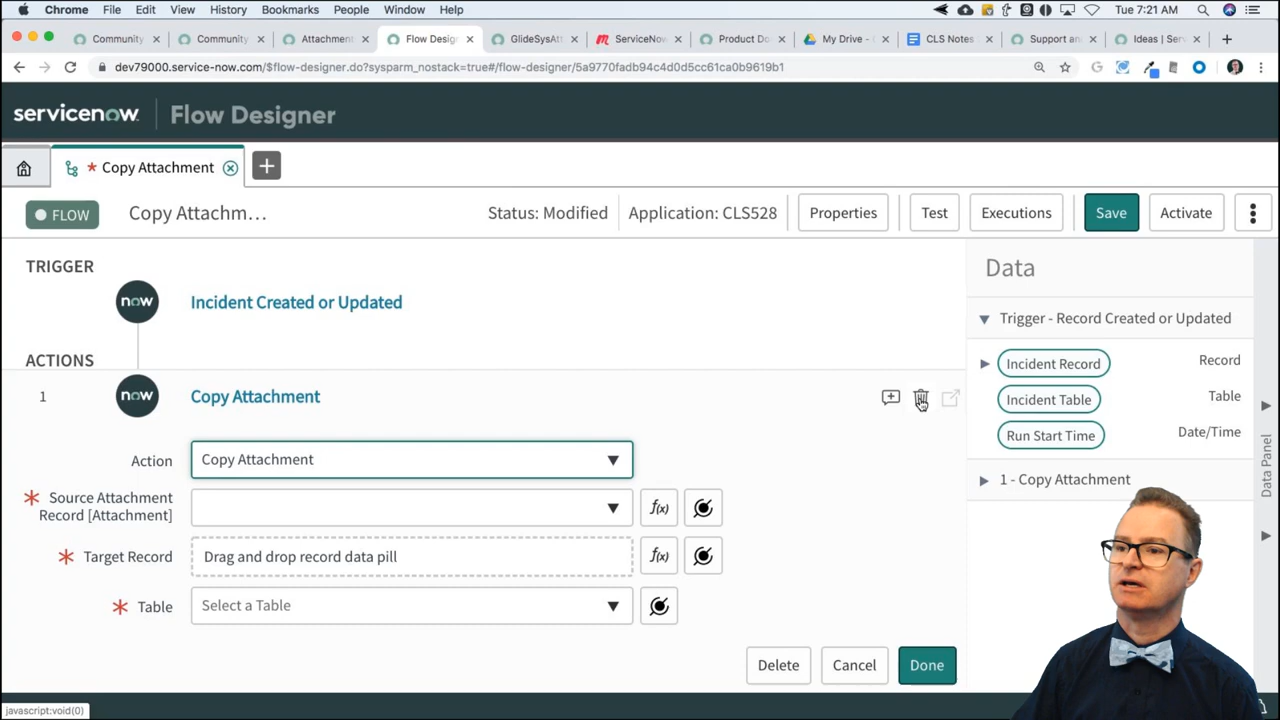 Chrome File Edit View History Bookmarks People Window Help Tue 7:21 AM
Community Community Attachment Flow Desig GlideSysAt ServiceNow Product Do My Drive - CLS Notes Support an Ideas | Serv
dev79000.service-now.com/$flow-designer.do?sysparm_nostack=true#/flow-designer/5a9770fadb94c4d0d5cc61ca0b9619b1
servicenow Flow Designer
* Copy Attachment
FLOW Copy Attachm... Status: Modified Application: CLS528 Properties Test Executions Save Activate
TRIGGER
now Incident Created or Updated
ACTIONS
1 now Copy Attachment
Action Copy Attachment
* Source Attachment
Record [Attachment] f(x)
* Target Record Drag and drop record data pill f(x)
* Table Select a Table
Delete Cancel Done
Data
Trigger - Record Created or Updated
Incident Record Record
Incident Table Table
Run Start Time Date/Time
1 - Copy Attachment
Data Panel
javascript:void(0)